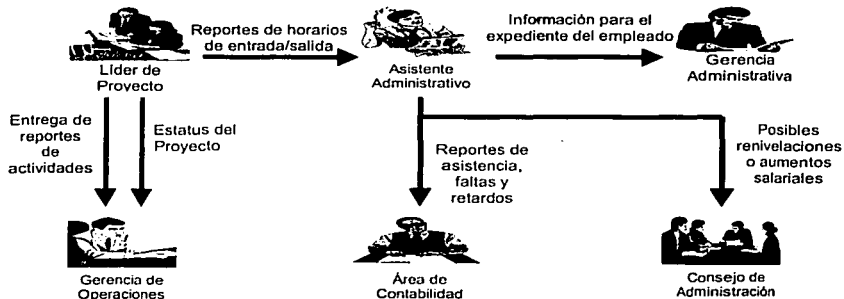 Reportes de horarios
de entrada/salida
Información para el
expediente del empleado
Líder de
Proyecto
Asistente
Administrativo
Gerencia
Administrativa
Entrega de
reportes
de
actividades
Estatus del
Proyecto
Reportes de
asistencia,
faltas y
retardos
Posibles
renivelaciones
o aumentos
salariales
Gerencia de
Operaciones
Área de
Contabilidad
Consejo de
Administración